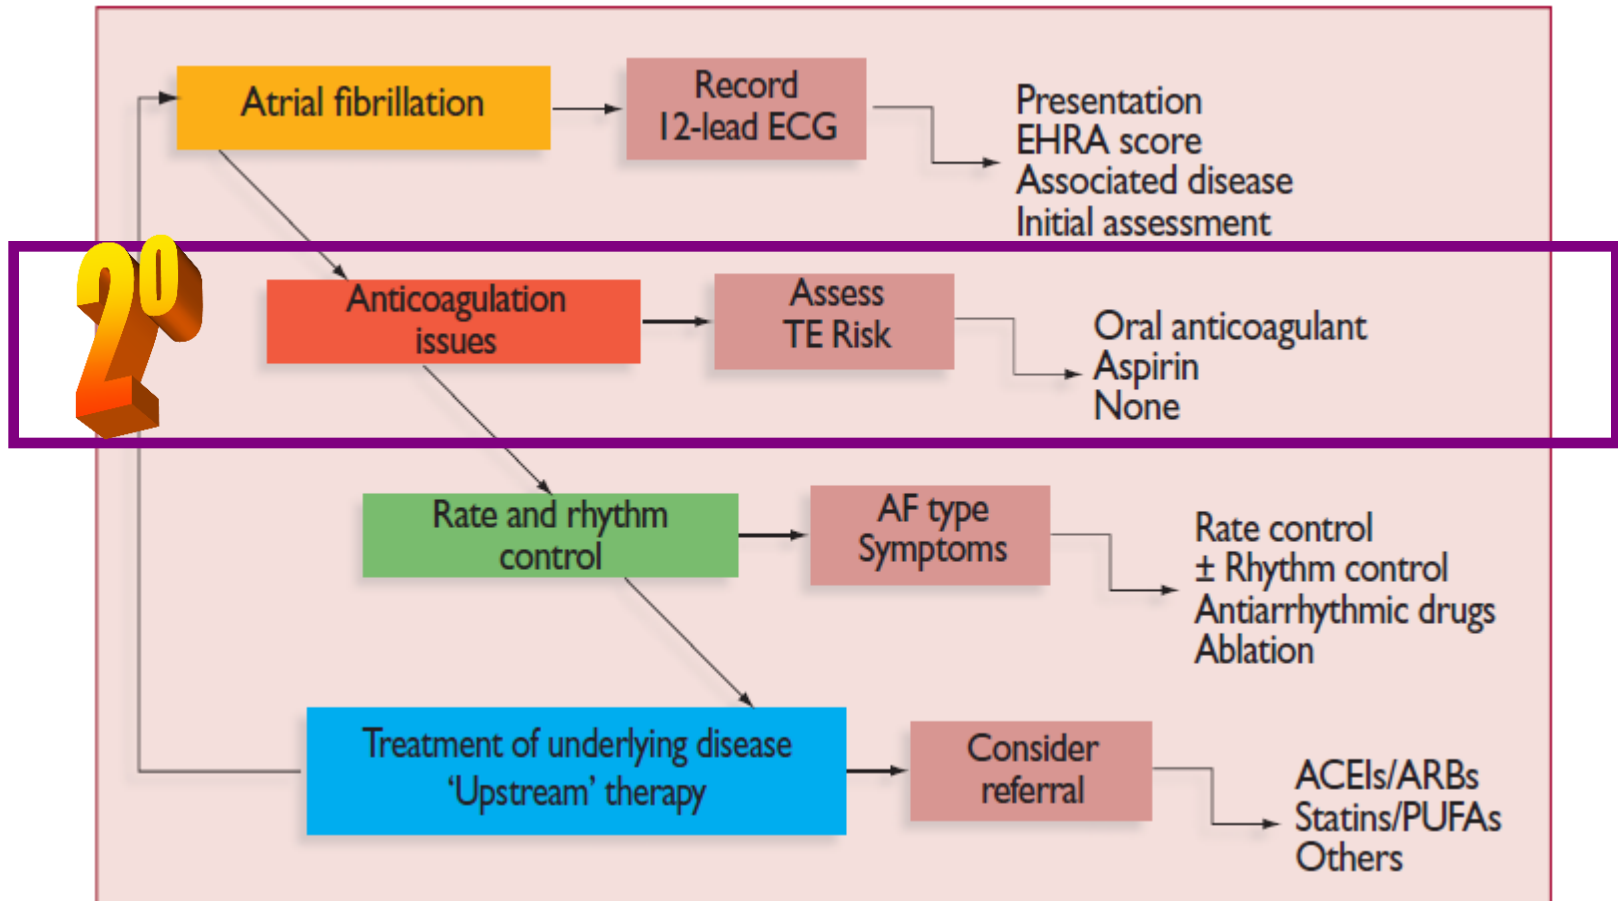 Atrial fibrillation
Record
12-lead ECG
Presentation
EHRA score
Associated disease
Initial assessment
2º
Anticoagulation
issues
Assess
TE Risk
Oral anticoagulant
Aspirin
None
Rate and rhythm
control
AF type
Symptoms
Rate control
± Rhythm control
Antiarrhythmic drugs
Ablation
Treatment of underlying disease
‘Upstream’ therapy
Consider
referral
ACEIs/ARBs
Statins/PUFAs
Others